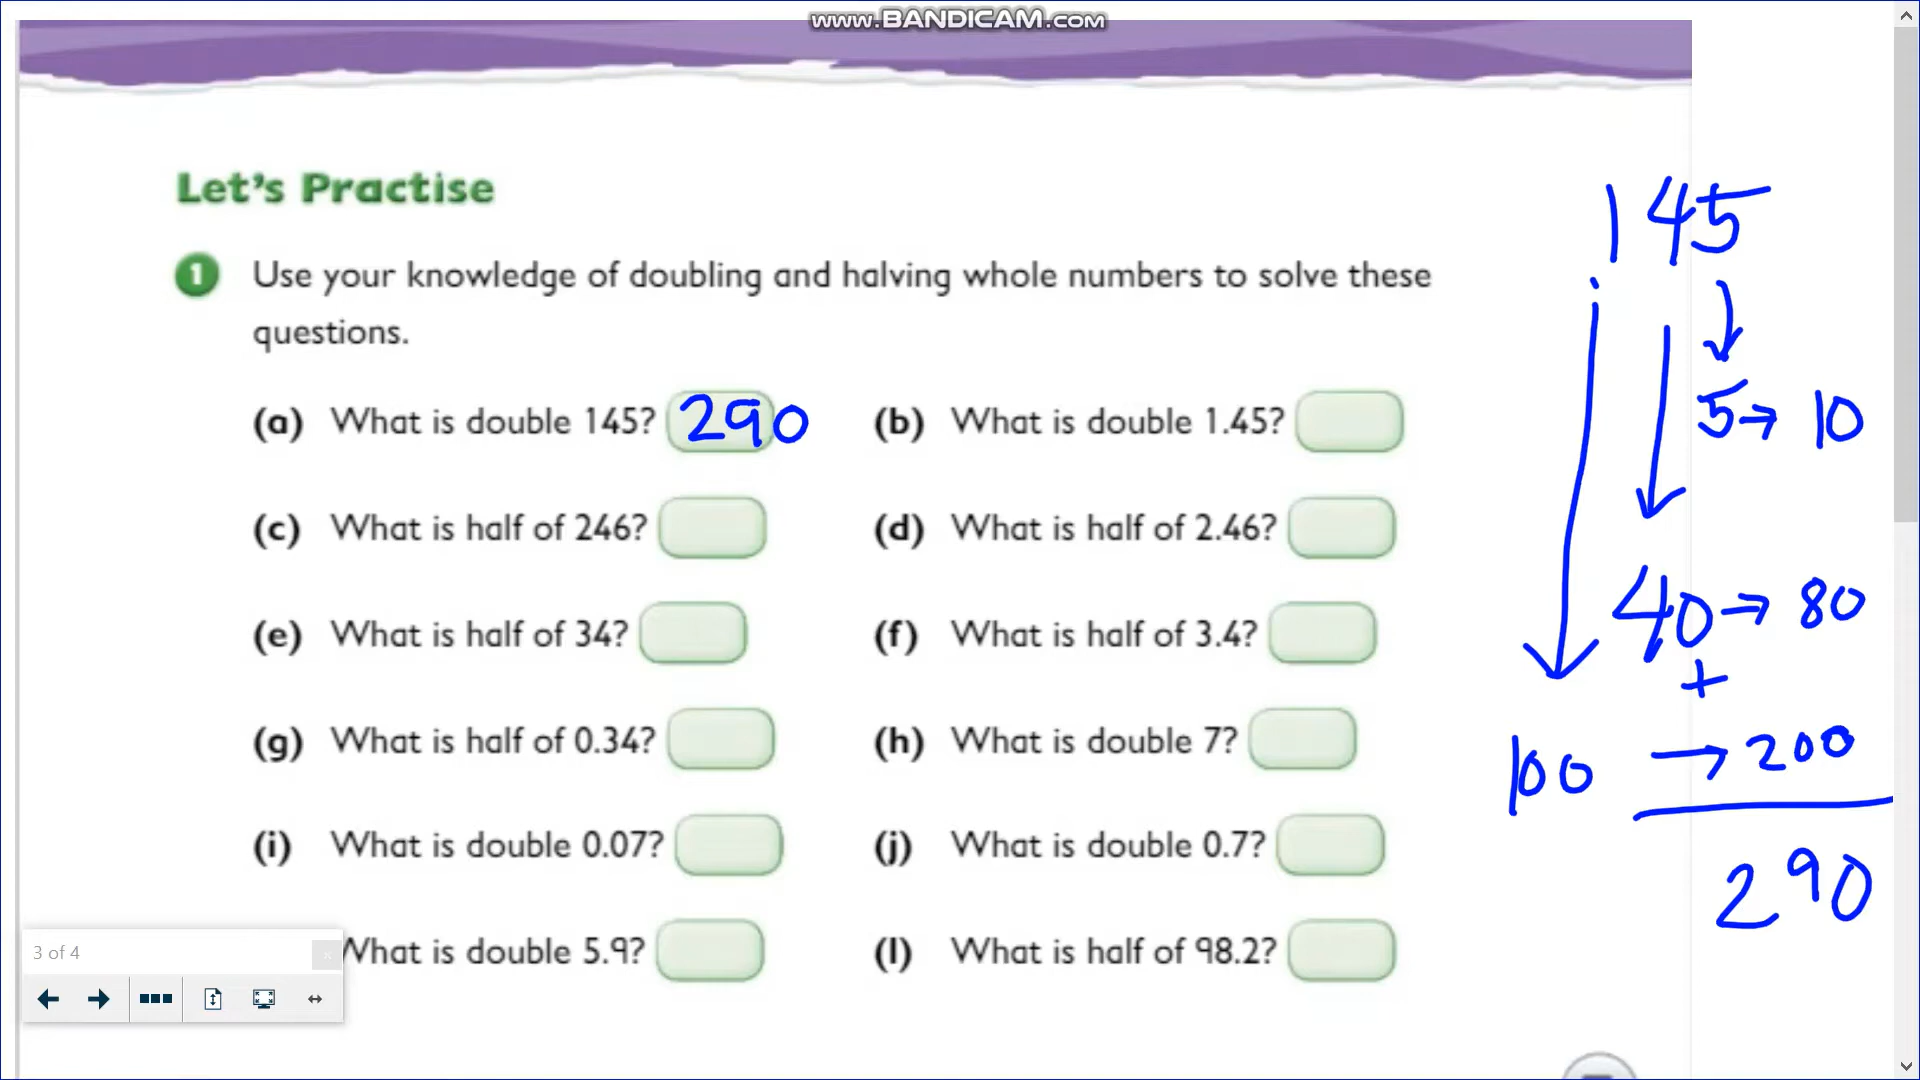 www.BANDICAM.com
Let's Practise
1 Use your knowledge of doubling and halving whole numbers to solve these
questions.
(a) What is double 145? 290 (b) What is double 1.45?
(c) What is half of 246? (d) What is half of 2.46?
(e) What is half of 34? (f) What is half of 3.4?
(g) What is half of 0.34? (h) What is double 7?
(i) What is double 0.07? (j) What is double 0.7?
What is double 5.9? (l) What is half of 98.2?
145
5→ 10
40→ 80
+
100 → 200
290
3 of 4